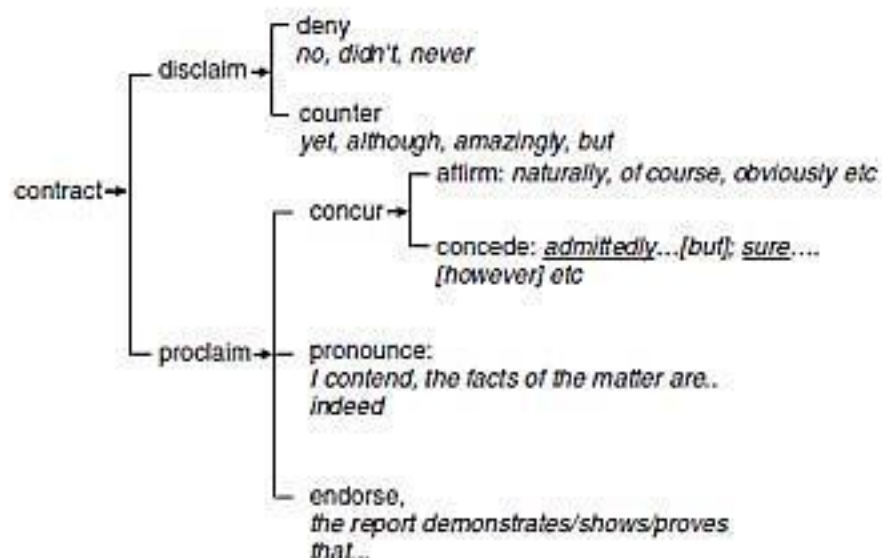 deny
no, didn't, never
disclaim
counter
yet, although, amazingly, but
contract
affirm: naturally, of course, obviously etc
concur
concede: admittedly...[but]; sure....
[however] etc
proclaim
pronounce:
I contend, the facts of the matter are..
indeed
endorse,
the report demonstrates/shows/proves
that...